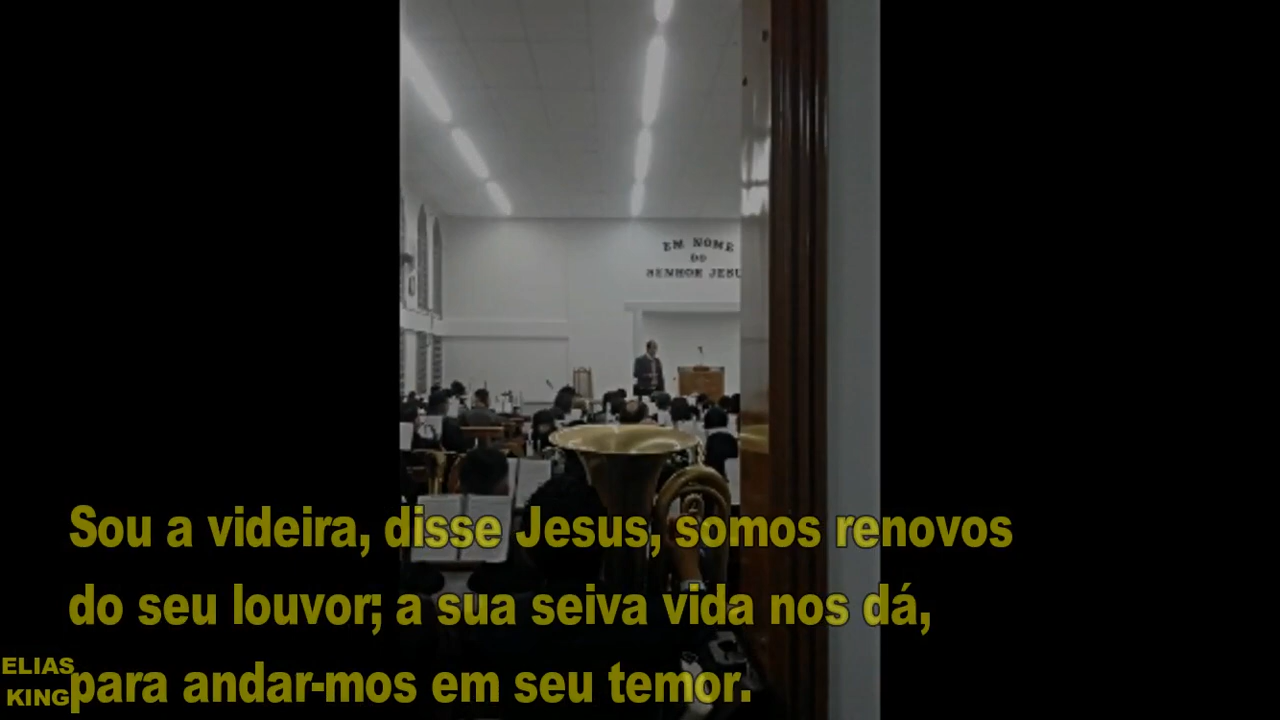 EM NOME
DO
SENHOR JESU
Sou a videira, disse Jesus, somos renovos
do seu louvor; a sua seiva vida nos dá,
para andar-mos em seu temor.
ELIAS
KING